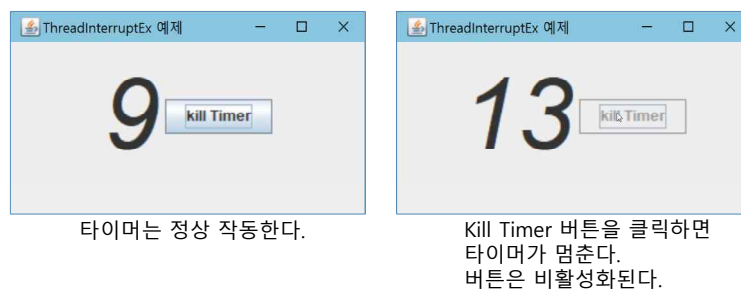 ThreadInterruptEx 예제
9
kill Timer
타이머는 정상 작동한다.
ThreadInterruptEx 예제
13
kill Timer
Kill Timer 버튼을 클릭하면
타이머가 멈춘다.
버튼은 비활성화된다.